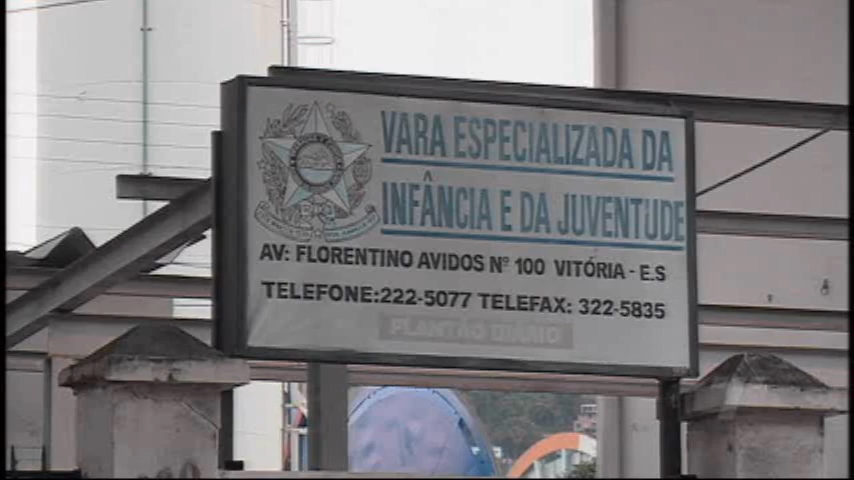 VARA ESPECIALIZADA DA
INFÂNCIA E DA JUVENTUDE
AV: FLORENTINO AVIDOS Nº 100 VITÓRIA - E.S
TELEFONE:222-5077 TELEFAX: 322-5835
PLANTÃO DIÁRIO